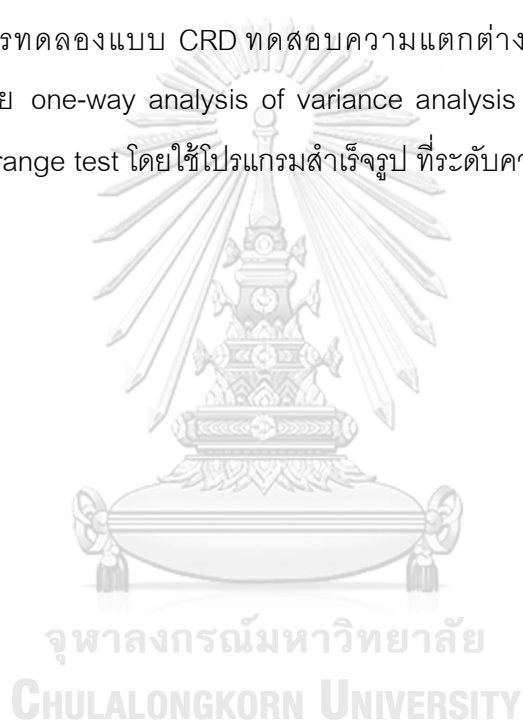 รทดลองแบบ CRD ทดสอบความแตกต่าง
ย one-way analysis of variance analysis
range test โดยใช้โปรแกรมสำเร็จรูป ที่ระดับคว
จุฬาลงกรณ์มหาวิทยาลัย
CHULALONGKORN UNIVERSITY